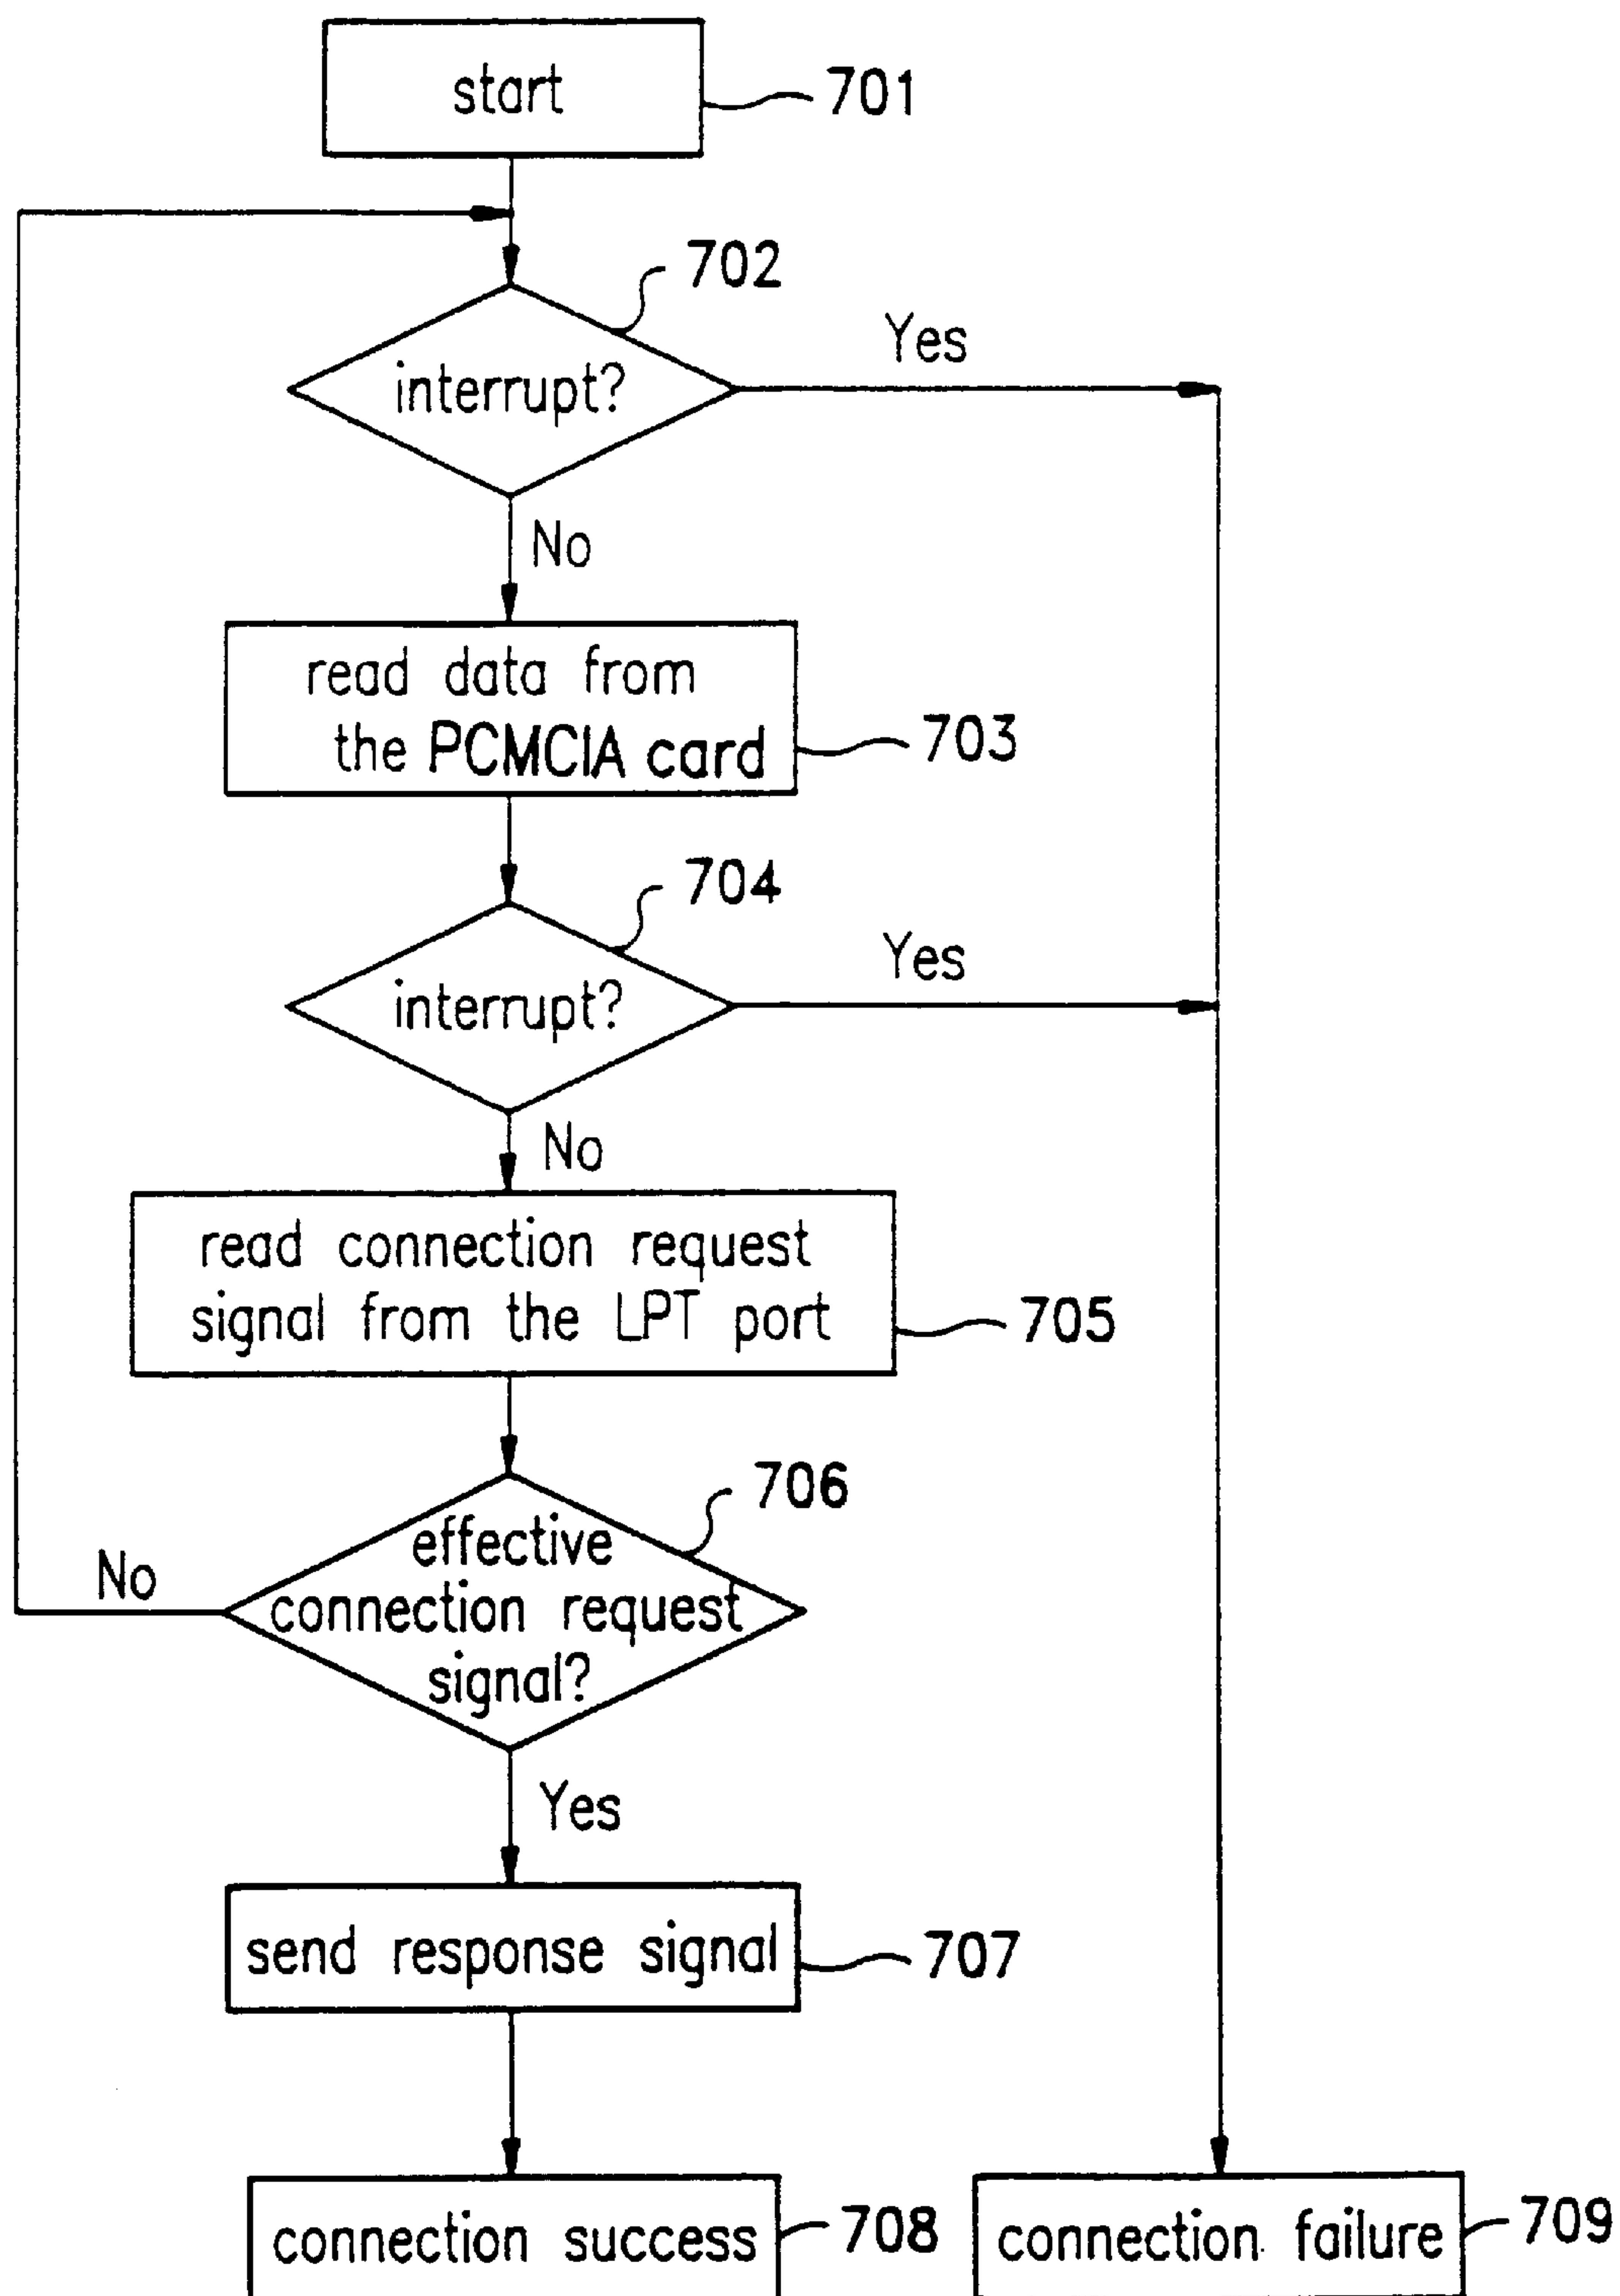 start
701
702
interrupt?
Yes
No
read data from
the PCMCIA card
703
704
interrupt?
Yes
No
read connection request
signal from the LPT port
705
706
effective
connection request
signal?
No
Yes
send response signal
707
connection success
708
connection failure
709